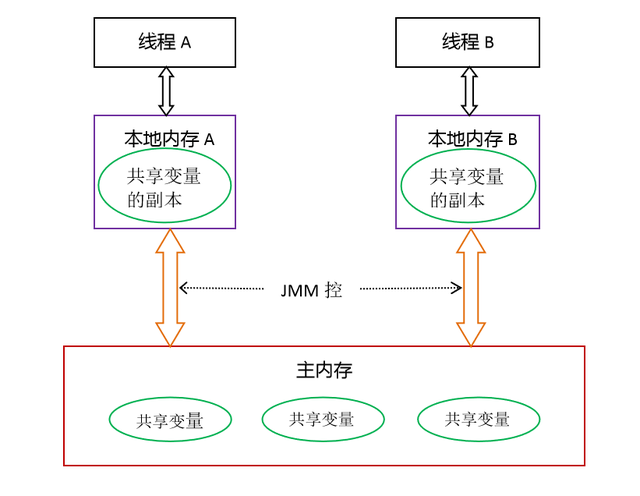 线程 A
线程 B
本地内存 A
共享变量
的副本
本地内存 B
共享变量
的副本
JMM 控
主内存
共享变量
共享变量
共享变量